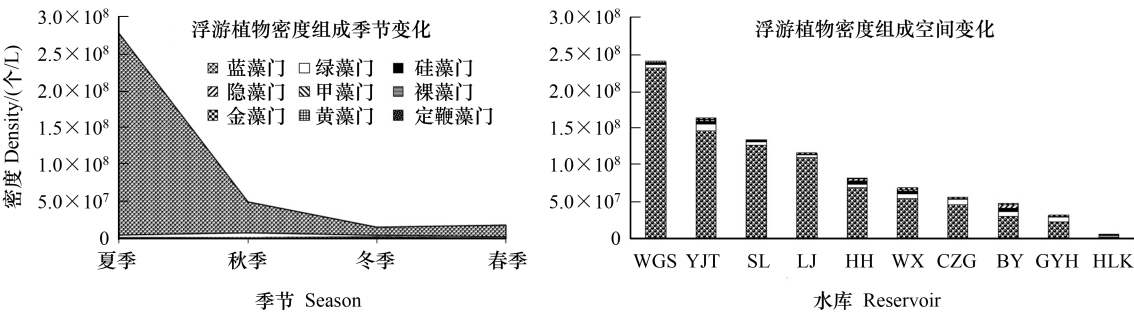 浮游植物密度组成季节变化
密度 Density/(个/L)
3.0×10⁸
2.5×10⁸
2.0×10⁸
1.5×10⁸
1.0×10⁸
5.0×10⁷
0
蓝藻门 绿藻门 硅藻门
隐藻门 甲藻门 裸藻门
金藻门 黄藻门 定鞭藻门
夏季 秋季 冬季 春季
季节 Season
浮游植物密度组成空间变化
3.0×10⁸
2.5×10⁸
2.0×10⁸
1.5×10⁸
1.0×10⁸
5.0×10⁷
0
WGS YJT SL LJ HH WX CZG BY GYH HLK
水库 Reservoir